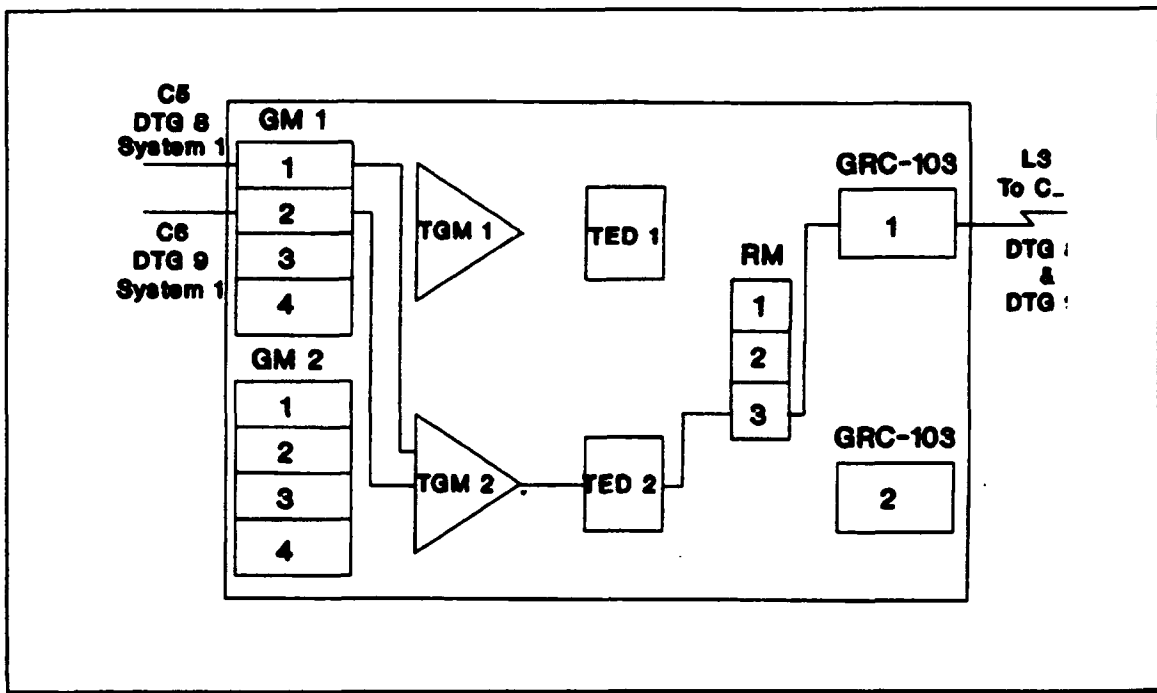 C5
DTG 8
System 1
C6
DTG 9
System 1
GM 1
1
2
3
4
GM 2
1
2
3
4
TGM 1
TGM 2
TED 1
TED 2
RM
1
2
3
GRC-103
1
GRC-103
2
L3
To C_
DTG
&
DTG